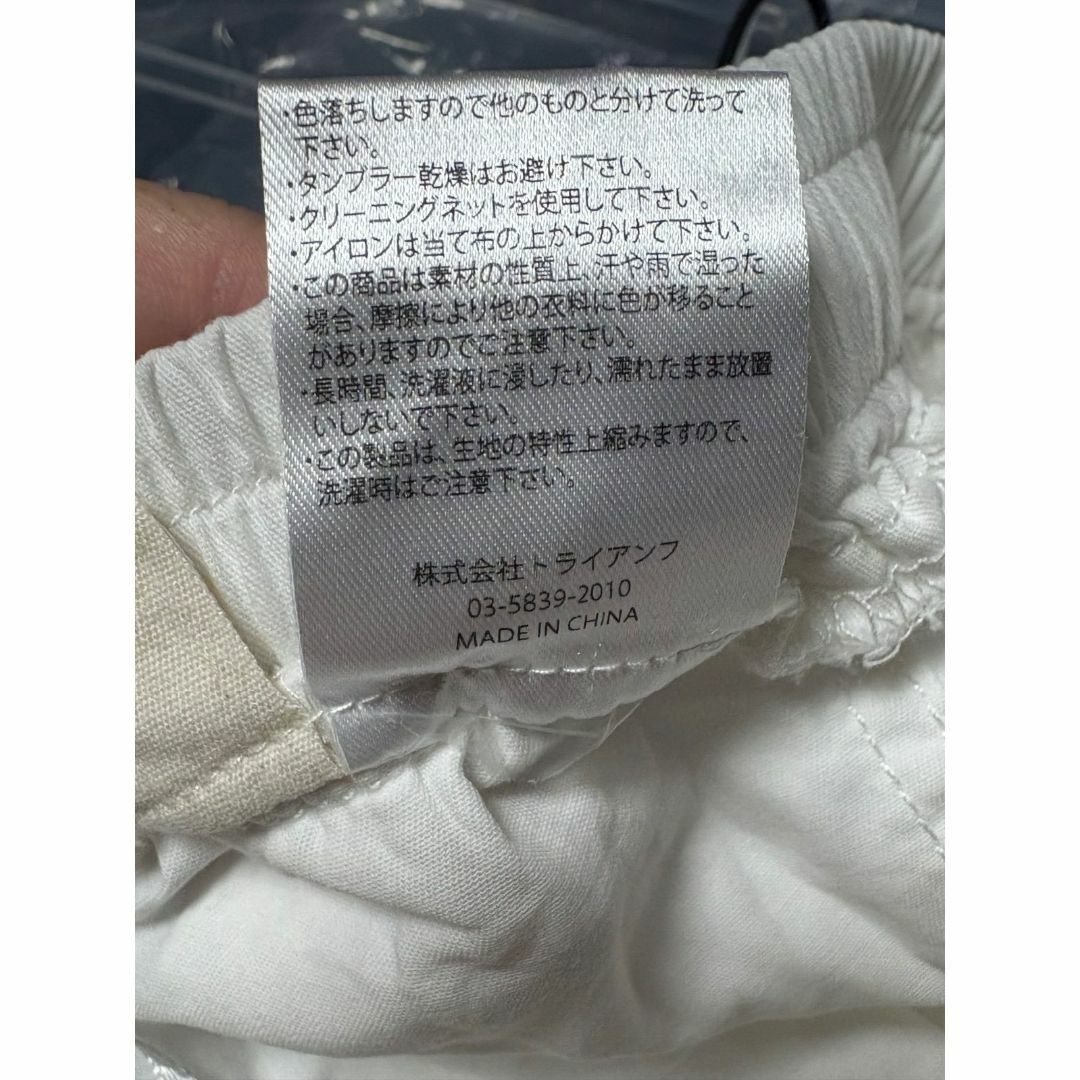 ・色落ちしますので他のものと分けて洗って
下さい。
・タンブラー乾燥はお避け下さい。
・クリーニングネットを使用して下さい。
・アイロンは当て布の上からかけて下さい。
・この商品は素材の性質上、汗や雨で湿った
場合、摩擦により他の衣料に色が移ること
がありますのでご注意下さい。
・長時間、洗濯液に浸したり、濡れたまま放置
いしないで下さい。
・この製品は、生地の特性上縮みますので、
洗濯時はご注意下さい。
株式会社トライアンフ
03-5839-2010
MADE IN CHINA